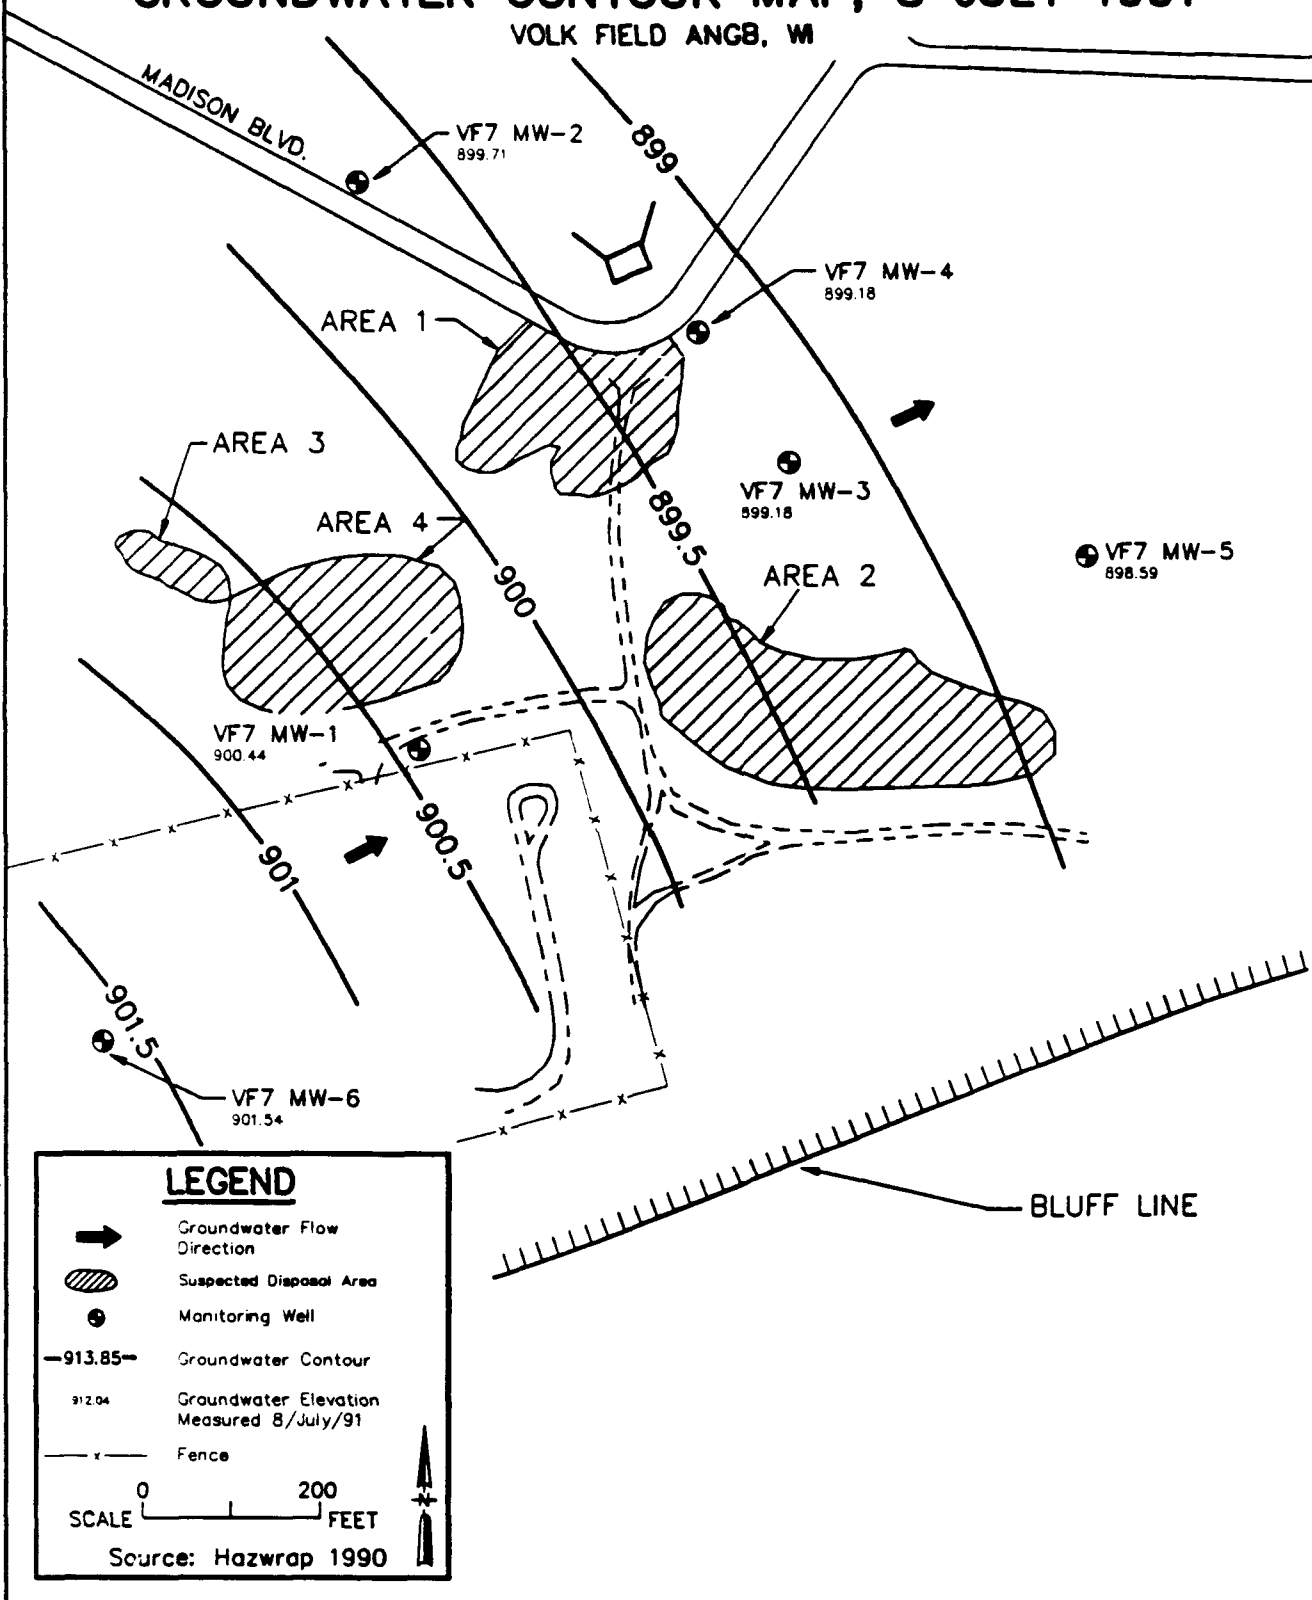 VOLK FIELD ANGB, WI
MADISON BLVD.
VF7 MW-2
899.71
899
VF7 MW-4
899.18
AREA 1
AREA 3
AREA 4
899.5
VF7 MW-3
899.18
VF7 MW-5
898.59
AREA 2
900
VF7 MW-1
900.44
900.5
901
901.5
VF7 MW-6
901.54
BLUFF LINE
LEGEND
Groundwater Flow
Direction
Suspected Disposal Area
Monitoring Well
913.85
Groundwater Contour
912.04
Groundwater Elevation
Measured 8/July/91
x
Fence
0
200
SCALE
FEET
N
Source: Hazwrap 1990